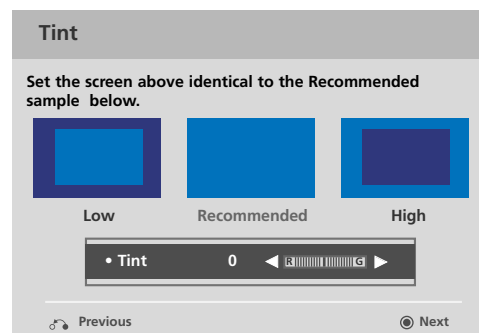 Tint
Set the screen above identical to the Recommended
sample below.
Low Recommended High
• Tint 0 ◀ R G ▶
Previous Next